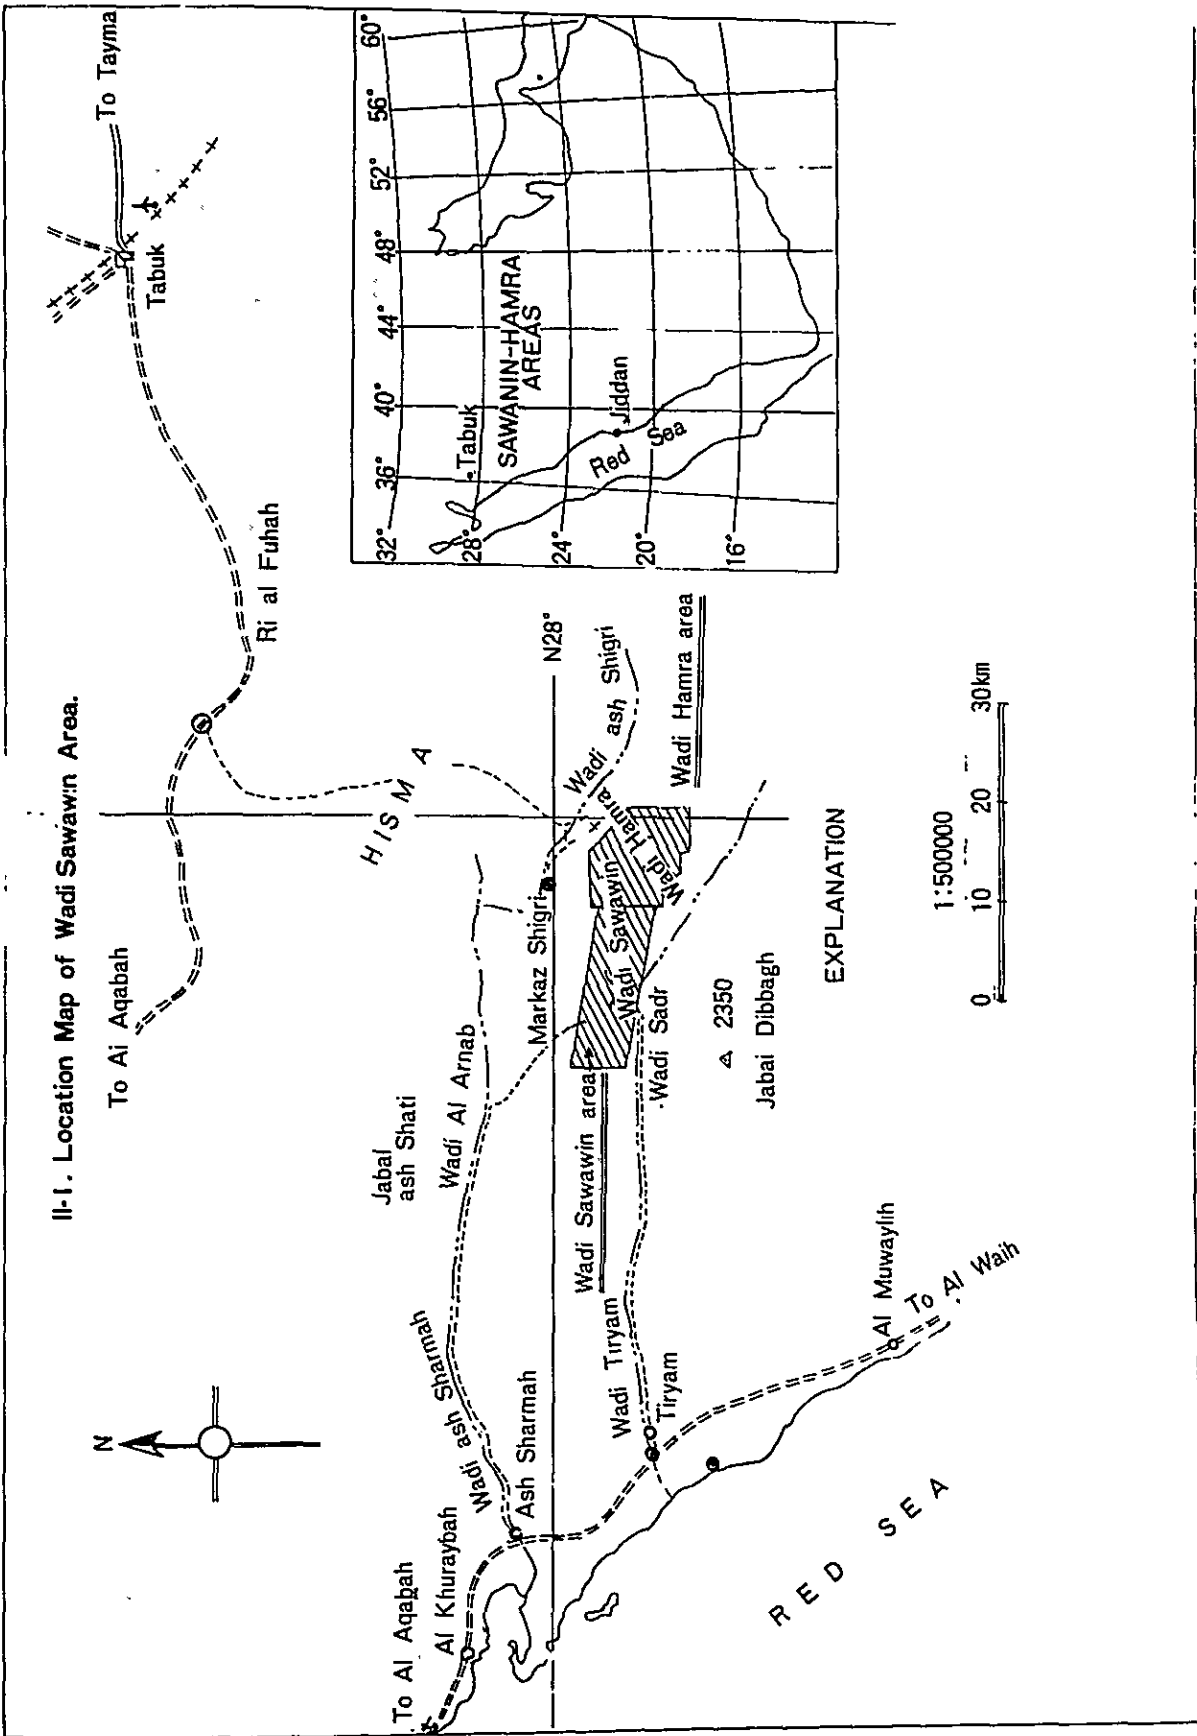 II-1. Location Map of Wadi Sawawin Area.
N
To Tayma
Tabuk
To Ai Aqabah
Ri al Fuhah
HISMA
Jabal
ash Shati
Wadi Al Arnab
Wadi ash Sharmah
Ash Sharmah
Al Khuraybah
To Al Aqabah
N28°
Markaz Shigri
Wadi ash Shigri
Wadi Hamra
Wadi Hamra area
Wadi Sawawin
Wadi Sawawin area
Wadi Sadr
Wadi Tiryam
Tiryam
2350
Jabai Dibbagh
Al Muwaylih
To Al Waih
RED SEA
EXPLANATION
1:500000
0 10 20 30km
32° 36° 40° 44° 48° 52° 56° 60°
28°
24°
20°
16°
Tabuk
SAWANIN-HAMRA
AREAS
Jiddan
Red Sea